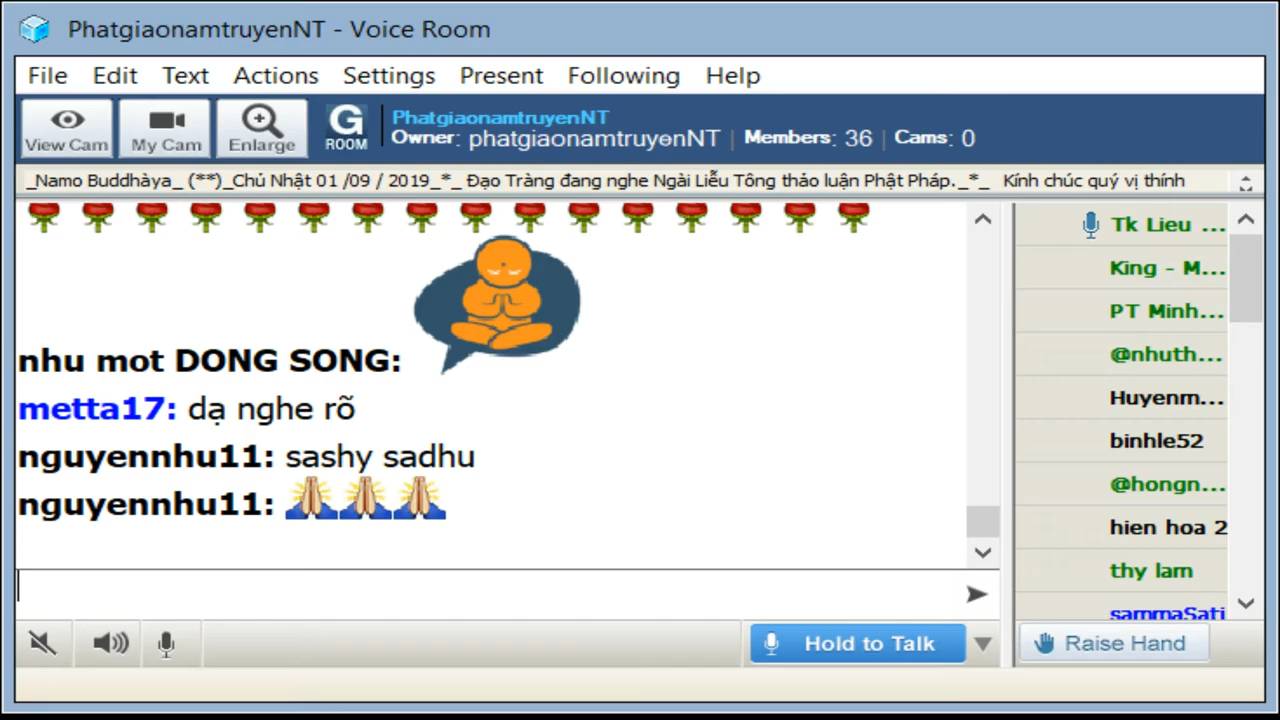 PhatgiaonamtruyenNT - Voice Room
File Edit Text Actions Settings Present Following Help
View Cam My Cam Enlarge G ROOM
PhatgiaonamtruyenNT
Owner: phatgiaonamtruyenNT | Members: 36 | Cams: 0
_Namo Buddhàya_ (**)_Chủ Nhật 01 /09 / 2019_*_ Đạo Tràng đang nghe Ngài Liễu Tông thảo luận Phật Pháp._*_ Kính chúc quý vị thính
nhu mot DONG SONG:
metta17: dạ nghe rõ
nguyennhu11: sashy sadhu
nguyennhu11:
Tk Lieu ...
King - M...
PT Minh...
@nhuth...
Huyenm...
binhle52
@hongn...
hien hoa 2
thy lam
sammaSati
Hold to Talk
Raise Hand